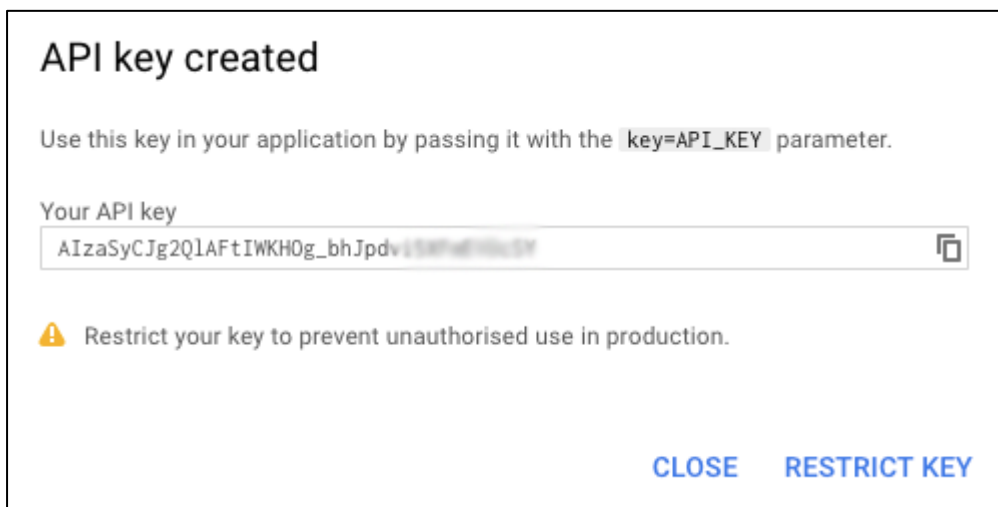 API key created
Use this key in your application by passing it with the key=API_KEY parameter.
Your API key
Restrict your key to prevent unauthorised use in production.
CLOSE RESTRICT KEY